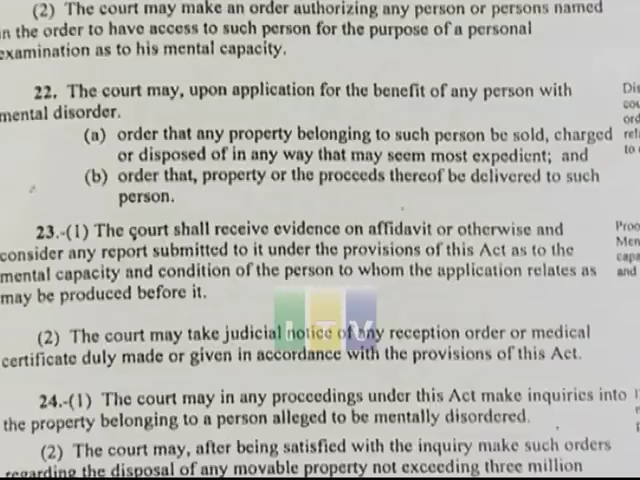 (2) The court may make an order authorizing any person or persons named
in the order to have access to such person for the purpose of a personal
examination as to his mental capacity.
22. The court may, upon application for the benefit of any person with
mental disorder.
(a) order that any property belonging to such person be sold, charged
or disposed of in any way that may seem most expedient; and
(b) order that, property or the proceeds thereof be delivered to such
person.
23.-(1) The court shall receive evidence on affidavit or otherwise and
consider any report submitted to it under the provisions of this Act as to the
mental capacity and condition of the person to whom the application relates as
may be produced before it.
ITV
(2) The court may take judicial notice of any reception order or medical
certificate duly made or given in accordance with the provisions of this Act.
24.-(1) The court may in any proceedings under this Act make inquiries into
the property belonging to a person alleged to be mentally disordered.
(2) The court may, after being satisfied with the inquiry make such orders
regarding the disposal of any movable property not exceeding three million
Dis
cou
ord
rela
to
Proo
Men
capa
and